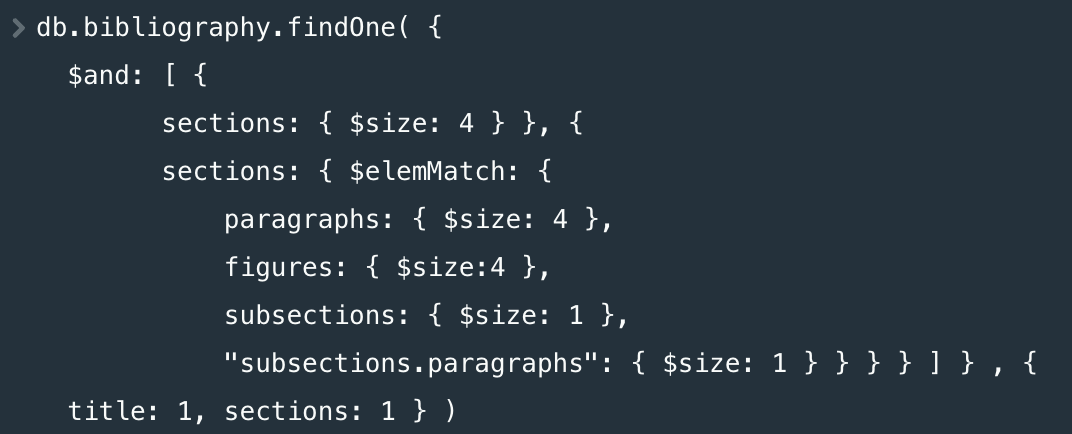 > db.bibliography.findOne( {
  $and: [ {
        sections: { $size: 4 } }, {
        sections: { $elemMatch: {
            paragraphs: { $size: 4 },
            figures: { $size:4 },
            subsections: { $size: 1 },
            "subsections.paragraphs": { $size: 1 } } } } ] } , {
  title: 1, sections: 1 } )